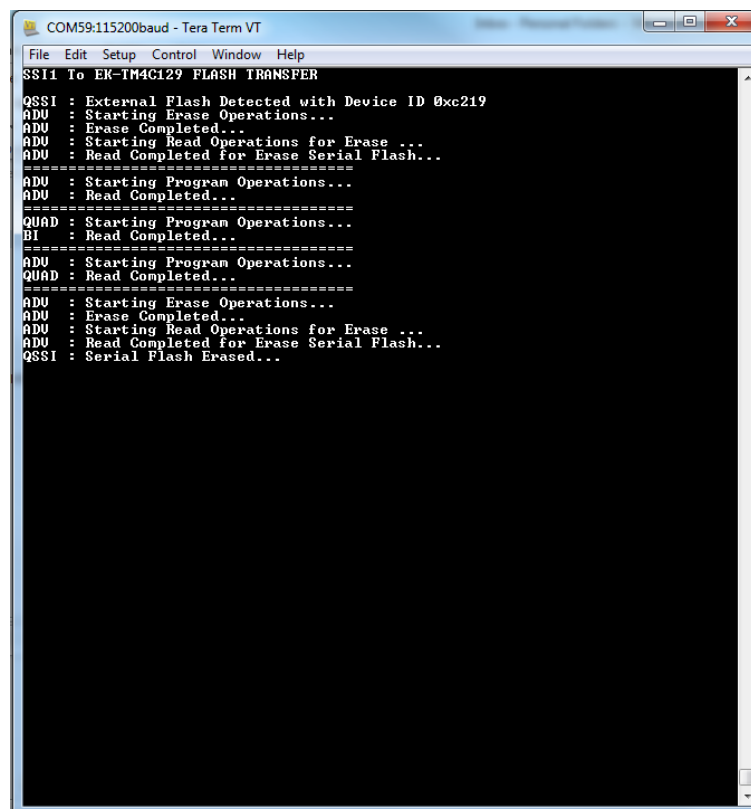 COM59:115200baud - Tera Term VT
File Edit Setup Control Window Help
SSI1 To EK-TM4C129 FLASH TRANSFER
QSSI : External Flash Detected with Device ID 0xc219
ADV : Starting Erase Operations...
ADV : Erase Completed...
ADV : Starting Read Operations for Erase ...
ADV : Read Completed for Erase Serial Flash...
======================================
ADV : Starting Program Operations...
ADV : Read Completed...
======================================
QUAD : Starting Program Operations...
BI : Read Completed...
======================================
ADV : Starting Program Operations...
QUAD : Read Completed...
======================================
ADV : Starting Erase Operations...
ADV : Erase Completed...
ADV : Starting Read Operations for Erase ...
ADV : Read Completed for Erase Serial Flash...
QSSI : Serial Flash Erased...